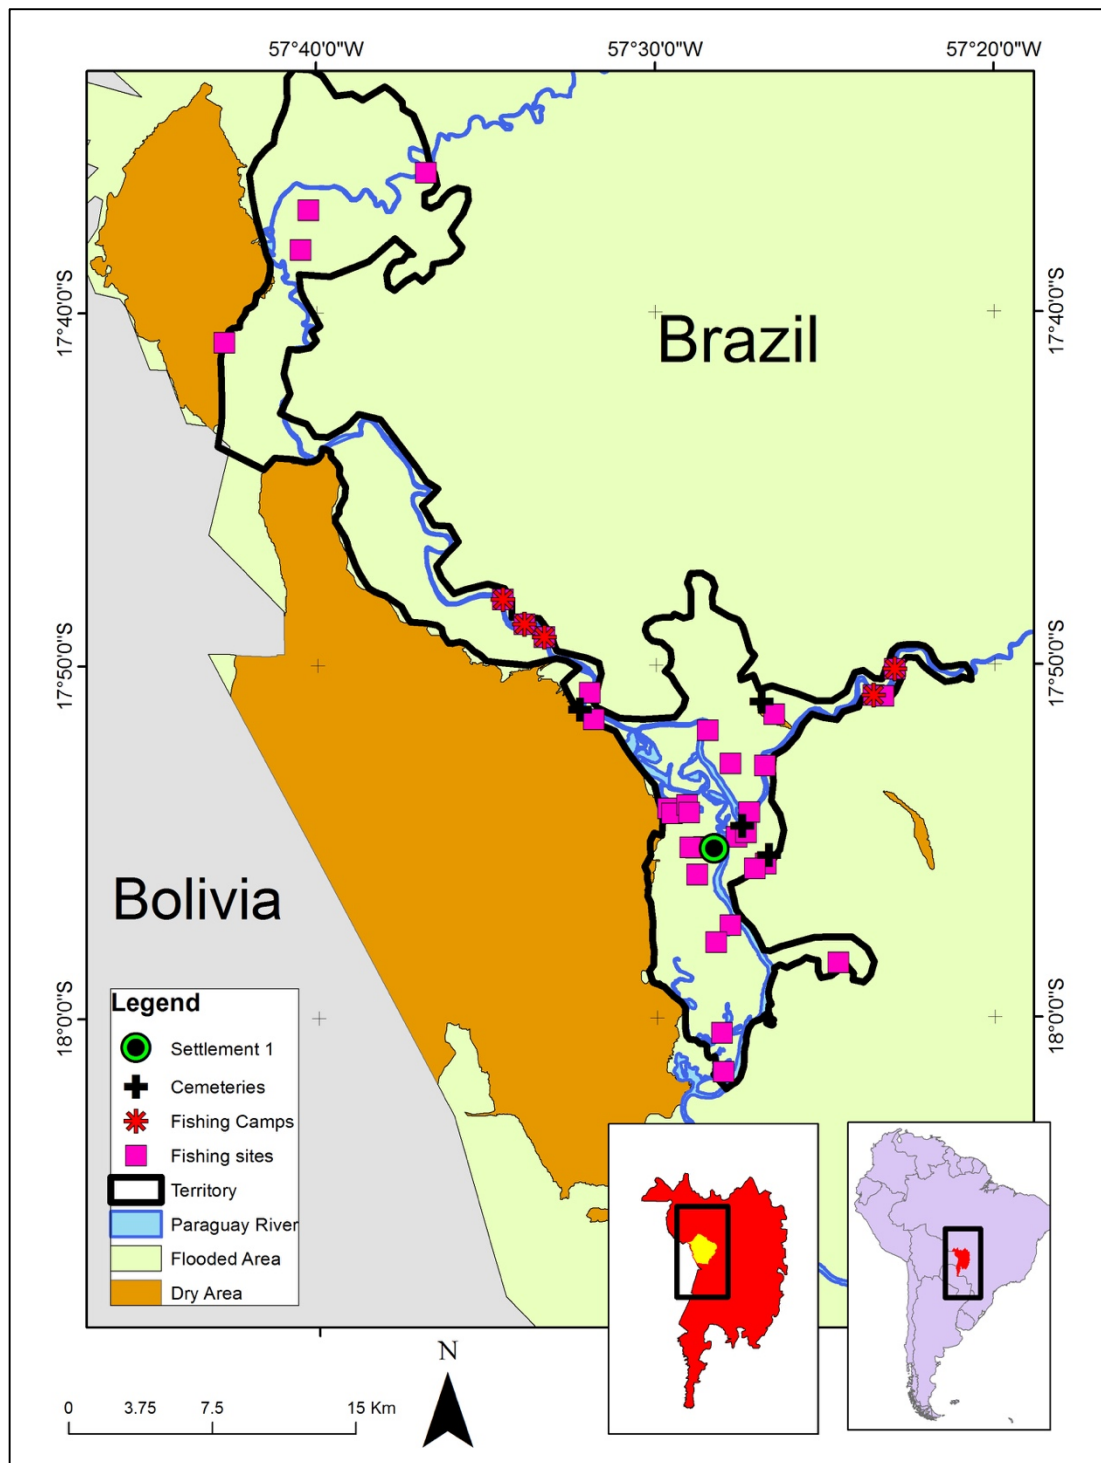 57°40'0"W
57°30'0"W
57°20'0"W
17°40'0"S
17°40'0"S
Brazil
17°50'0"S
17°50'0"S
Bolivia
18°0'0"S
18°0'0"S
Legend
Settlement 1
Cemeteries
Fishing Camps
Fishing sites
Territory
Paraguay River
Flooded Area
Dry Area
N
0 3.75 7.5 15 Km